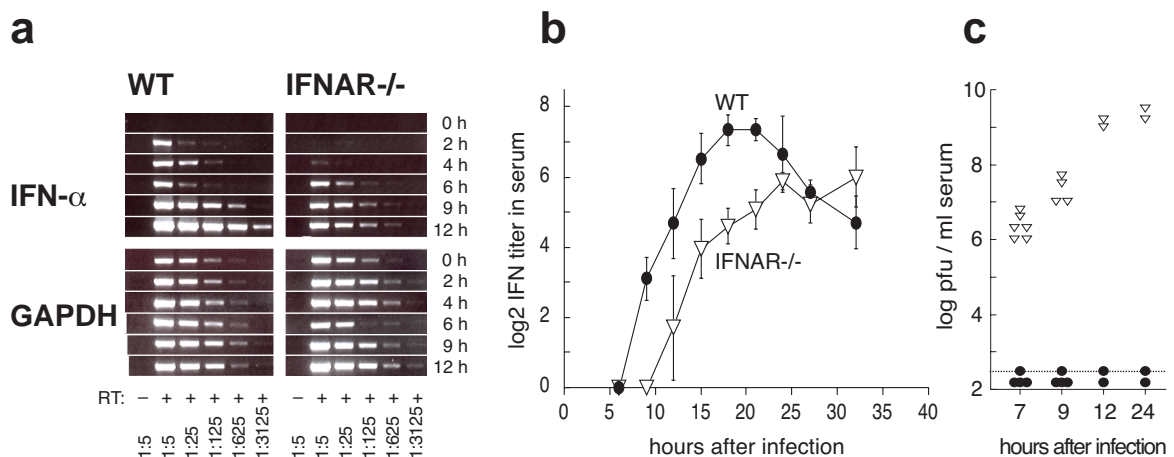 a
WT IFNAR-/-
IFN-α
GAPDH
0 h
2 h
4 h
6 h
9 h
12 h
0 h
2 h
4 h
6 h
9 h
12 h
RT: – + + + + + – + + + + +
1:5 1:5 1:25 1:125 1:625 1:3125 1:5 1:5 1:25 1:125 1:625 1:3125
b
log2 IFN titer in serum
8
6
4
2
0
WT
IFNAR-/-
0 5 10 15 20 25 30 35 40
hours after infection
c
log pfu / ml serum
10
9
8
7
6
5
4
3
2
7 9 12 24
hours after infection